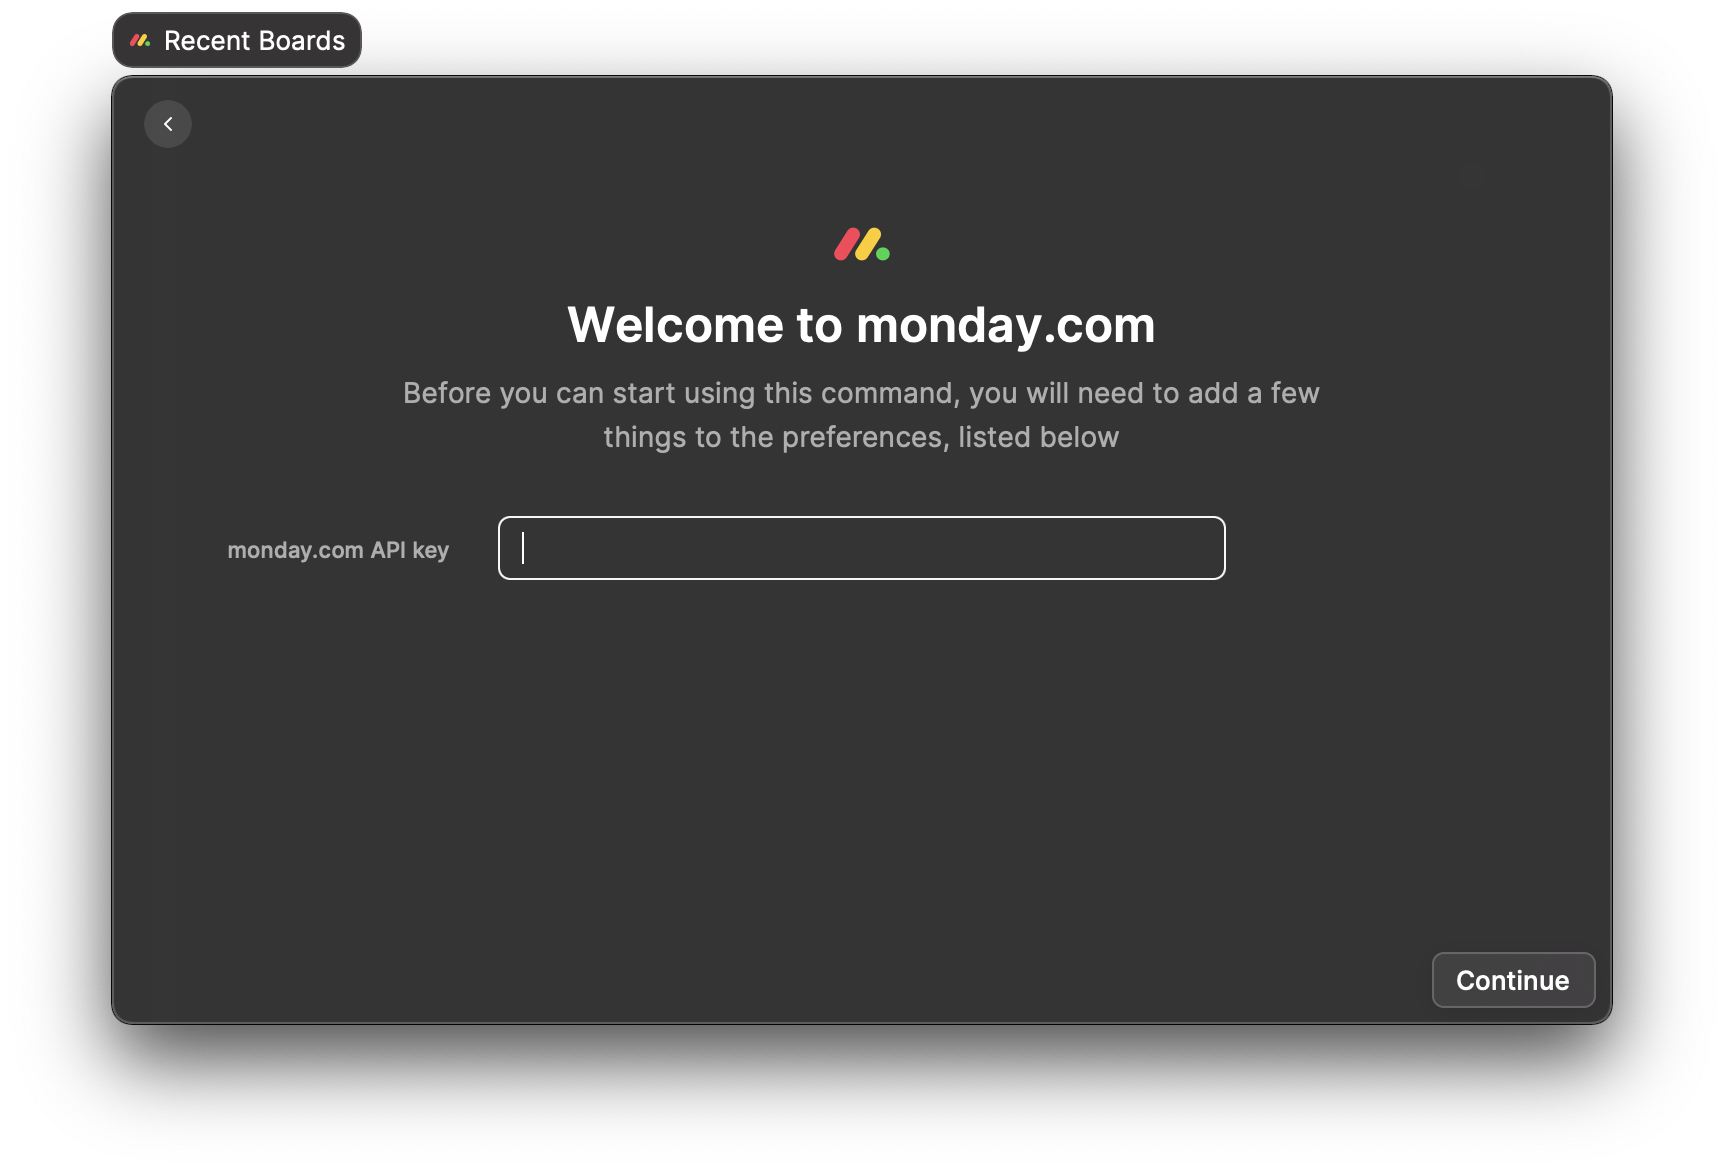 Recent Boards
Welcome to monday.com
Before you can start using this command, you will need to add a few
things to the preferences, listed below
monday.com API key
Continue